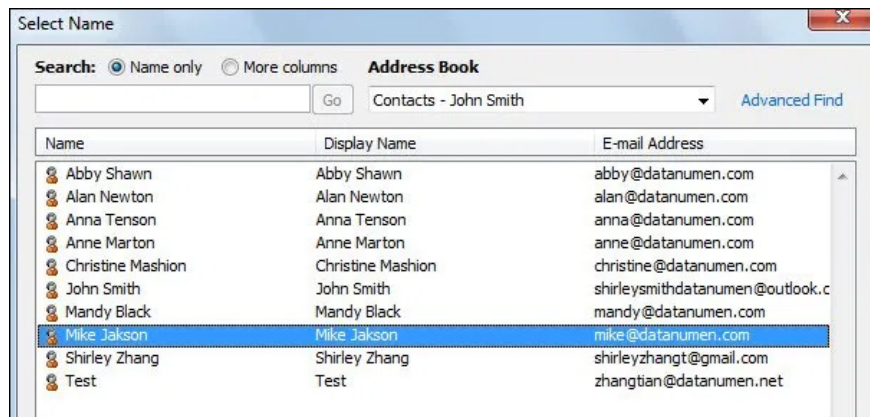 Select Name
Search: Name only More columns Address Book
Go Contacts - John Smith Advanced Find
Name Display Name E-mail Address
Abby Shawn Abby Shawn abby@datanumen.com
Alan Newton Alan Newton alan@datanumen.com
Anna Tenson Anna Tenson anna@datanumen.com
Anne Marton Anne Marton anne@datanumen.com
Christine Mashion Christine Mashion christine@datanumen.com
John Smith John Smith shirleysmithdatanumen@outlook.c
Mandy Black Mandy Black mandy@datanumen.com
Mike Jakson Mike Jakson mike@datanumen.com
Shirley Zhang Shirley Zhang shirleyzhangt@gmail.com
Test Test zhangtian@datanumen.net